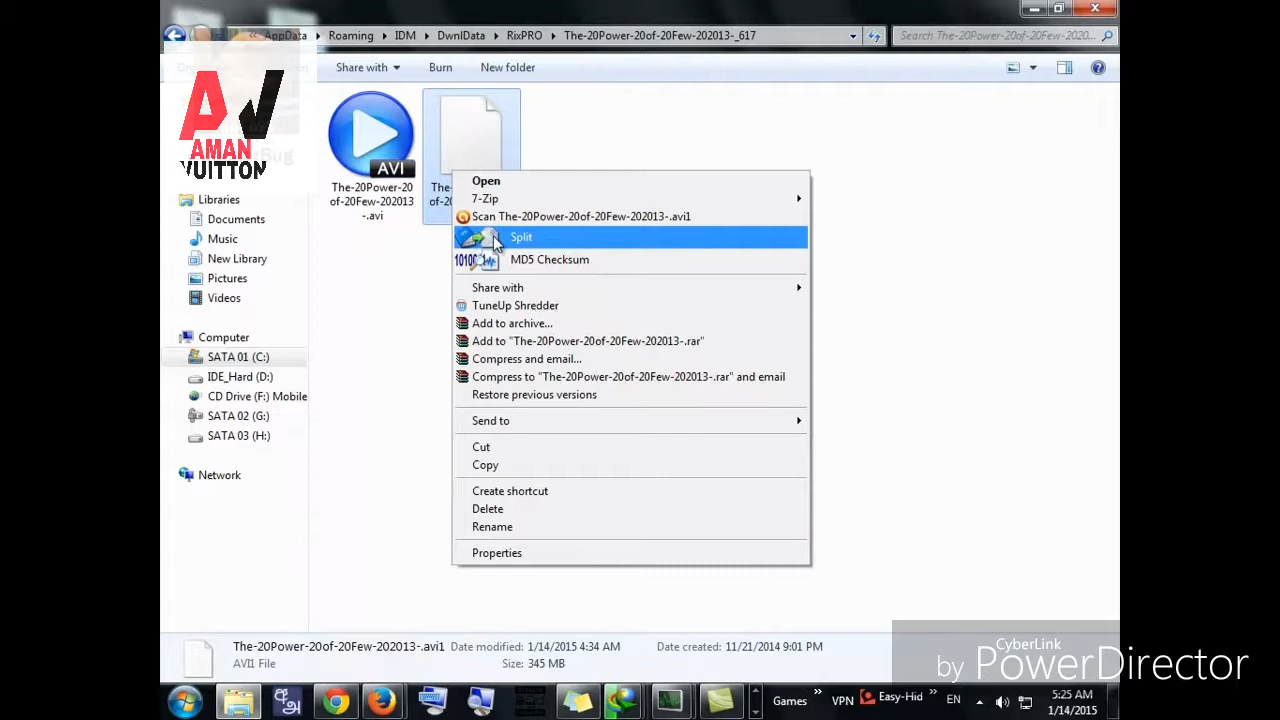 AppData Roaming IDM DwnlData RixPRO The-20Power-20of-20Few-202013-_617
Search The-20Power-20of-20Few-2020...
Share with Burn New folder
AV
AMAN
VUITTON
AVI
The-20Power-20
of-20Few-202013
-.avi
Libraries
Documents
Music
New Library
Pictures
Videos
Computer
SATA 01 (C:)
IDE_Hard (D:)
CD Drive (F:) Mobile
SATA 02 (G:)
SATA 03 (H:)
Network
Open
7-Zip
Scan The-20Power-20of-20Few-202013-.avi1
Split
MD5 Checksum
Share with
TuneUp Shredder
Add to archive...
Add to "The-20Power-20of-20Few-202013-.rar"
Compress and email...
Compress to "The-20Power-20of-20Few-202013-.rar" and email
Restore previous versions
Send to
Cut
Copy
Create shortcut
Delete
Rename
Properties
The-20Power-20of-20Few-202013-.avi1 Date modified: 1/14/2015 4:34 AM Date created: 11/21/2014 9:01 PM
AVI1 File Size: 345 MB
CyberLink
by PowerDirector
Games VPN Easy-Hid EN 5:25 AM
1/14/2015